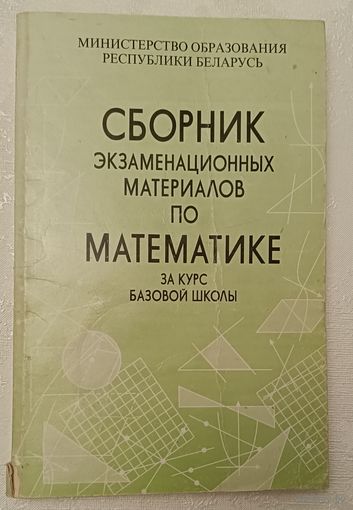 МИНИСТЕРСТВО ОБРАЗОВАНИЯ
РЕСПУБЛИКИ БЕЛАРУСЬ
СБОРНИК
ЭКЗАМЕНАЦИОННЫХ
МАТЕРИАЛОВ
ПО
МАТЕМАТИКЕ
ЗА КУРС
БАЗОВОЙ ШКОЛЫ